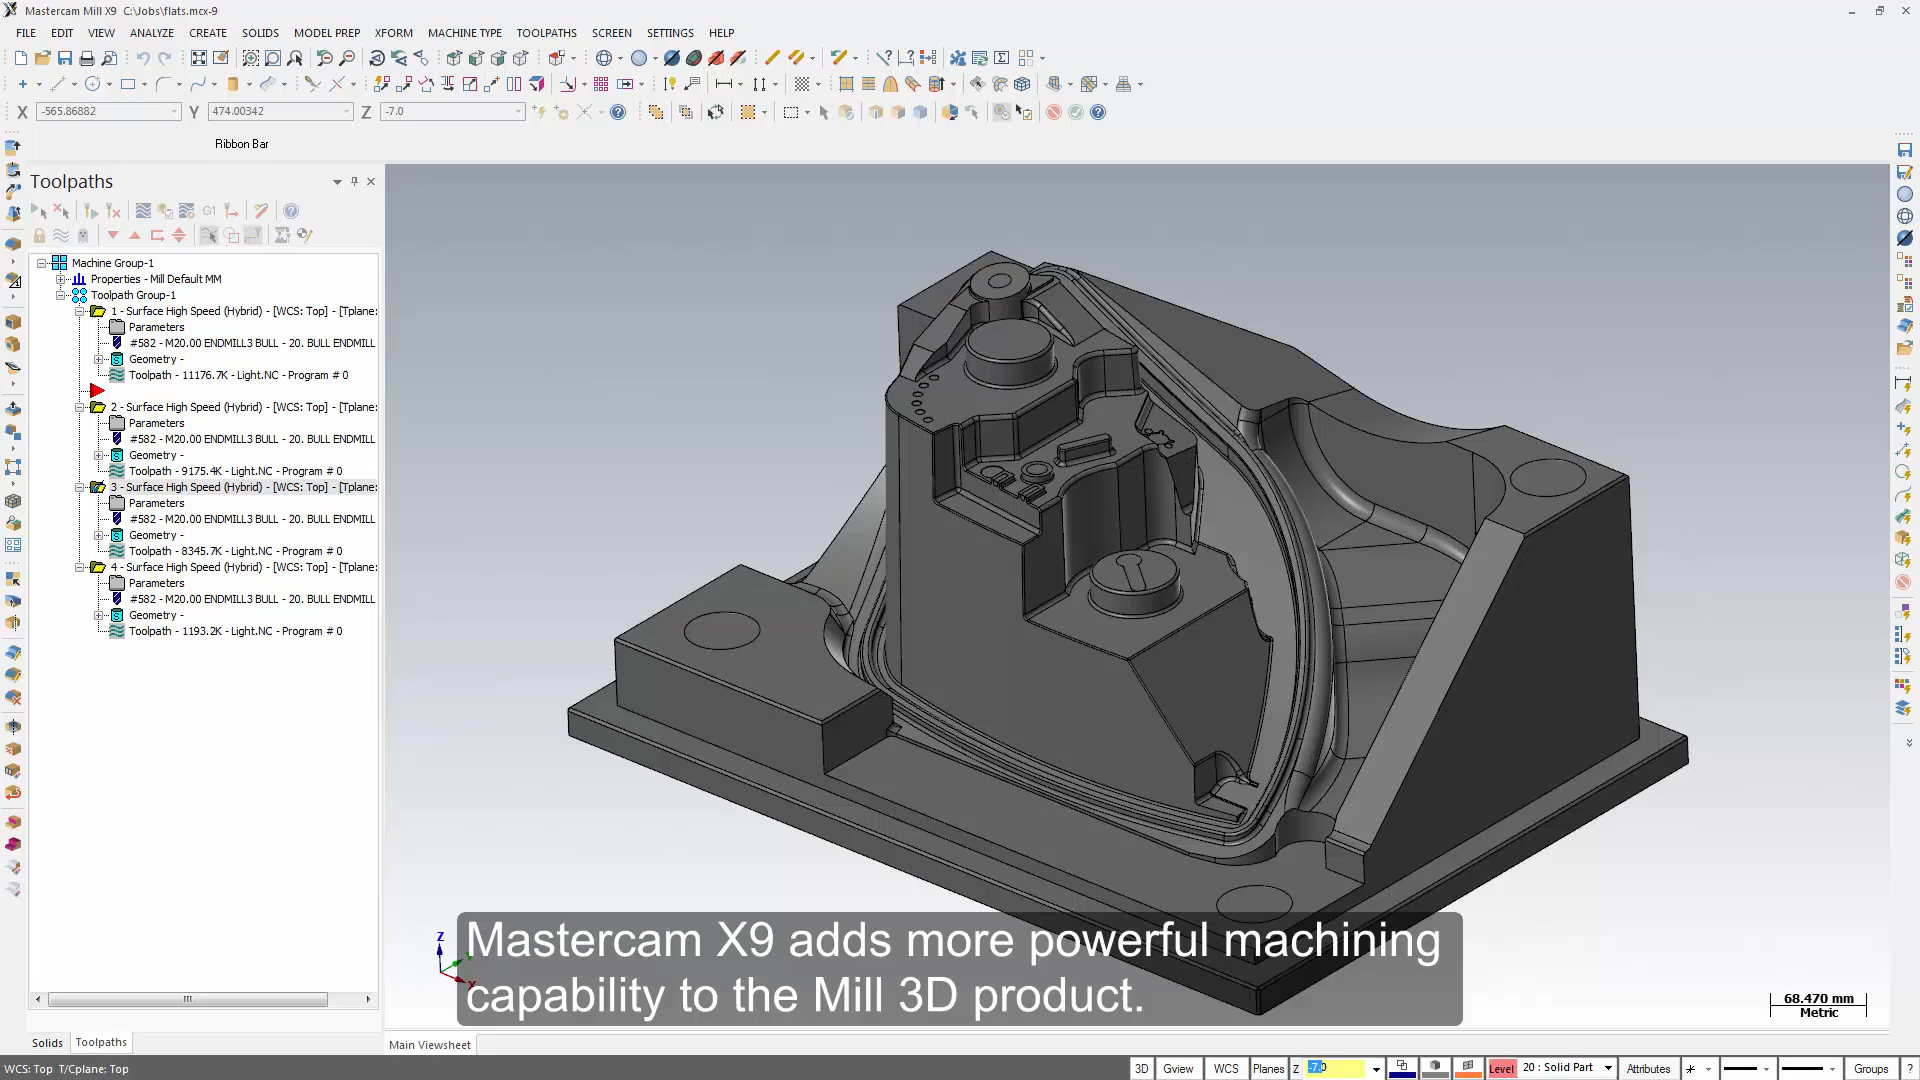 Mastercam Mill X9  C:\Jobs\flats.mcx-9
FILE EDIT VIEW ANALYZE CREATE SOLIDS MODEL PREP XFORM MACHINE TYPE TOOLPATHS SCREEN SETTINGS HELP
X -565.86882 Y 474.00342 Z -7.0
Ribbon Bar
Toolpaths
G1
Machine Group-1
Properties - Mill Default MM
Toolpath Group-1
1 - Surface High Speed (Hybrid) - [WCS: Top] - [Tplane:
Parameters
#582 - M20.00 ENDMILL3 BULL - 20. BULL ENDMILL
Geometry -
Toolpath - 11176.7K - Light.NC - Program # 0
2 - Surface High Speed (Hybrid) - [WCS: Top] - [Tplane:
Parameters
#582 - M20.00 ENDMILL3 BULL - 20. BULL ENDMILL
Geometry -
Toolpath - 9175.4K - Light.NC - Program # 0
3 - Surface High Speed (Hybrid) - [WCS: Top] - [Tplane:
Parameters
#582 - M20.00 ENDMILL3 BULL - 20. BULL ENDMILL
Geometry -
Toolpath - 8345.7K - Light.NC - Program # 0
4 - Surface High Speed (Hybrid) - [WCS: Top] - [Tplane:
Parameters
#582 - M20.00 ENDMILL3 BULL - 20. BULL ENDMILL
Geometry -
Toolpath - 1193.2K - Light.NC - Program # 0
Z
Mastercam X9 adds more powerful machining
capability to the Mill 3D product.
68.470 mm
Metric
Solids Toolpaths
Main Viewsheet
WCS: Top  T/Cplane: Top
3D Gview WCS Planes Z -7.0 Level 20 : Solid Part Attributes Groups ?